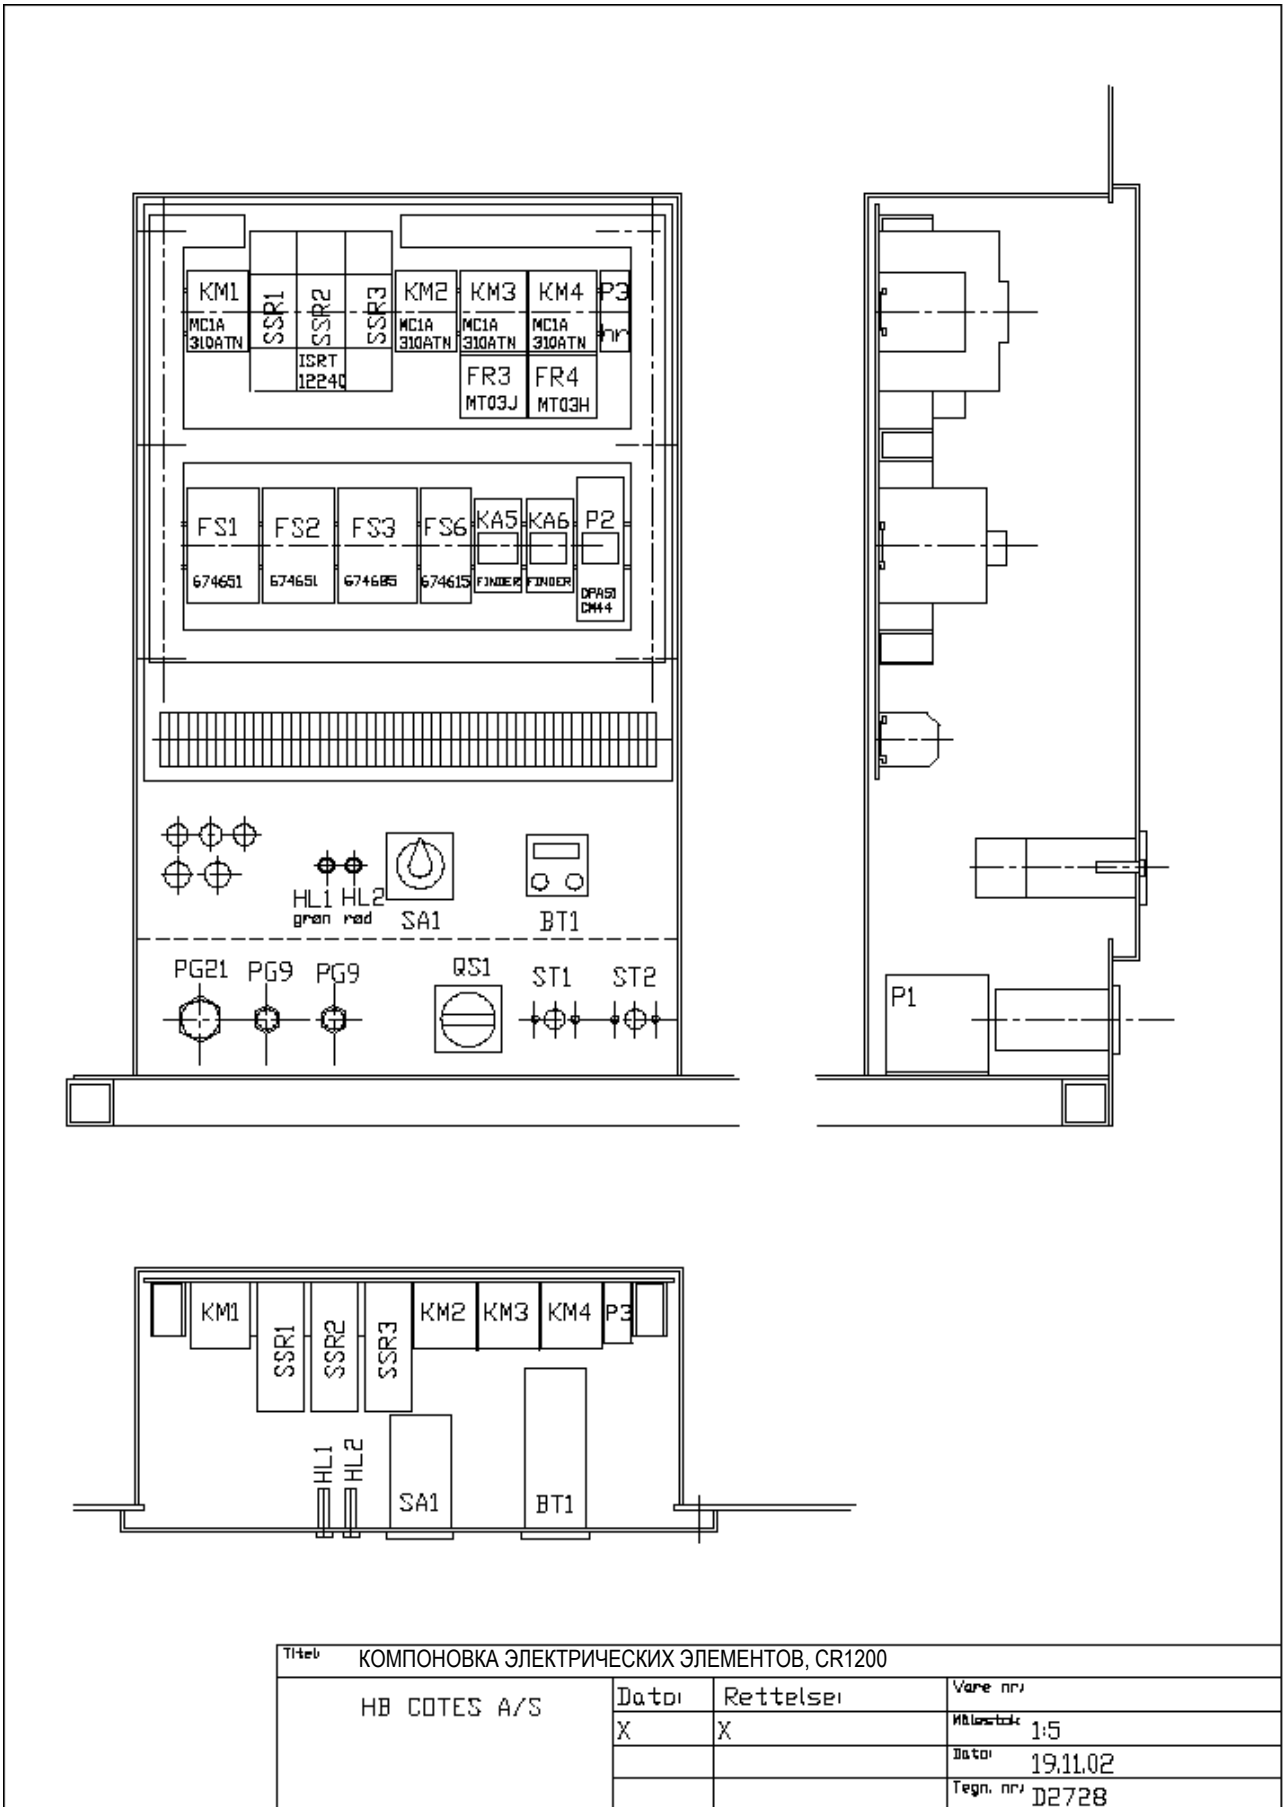 KM1 SSR1 SSR2 SSR3 KM2 KM3 KM4 P3
MC1A MC1A MC1A MC1A
310ATN 310ATN 310ATN 310ATN hr
ISRT
1224
FR3 FR4
MT03J MT03H
FS1 FS2 FS3 FS6 KA5 KA6 P2
674651 674651 674685 674615 FINDER FINDER
DPA51
CM44
HL1 HL2
grøn rød
SA1 BT1
PG21 PG9 PG9 QS1 ST1 ST2
P1
KM1 SSR1 SSR2 SSR3 KM2 KM3 KM4 P3
HL1 HL2 SA1 BT1
Titel: КОМПОНОВКА ЭЛЕКТРИЧЕСКИХ ЭЛЕМЕНТОВ, CR1200
HB COTES A/S
Dato: Rettelse: Vare nr:
X X Målestok: 1:5
Dato: 19.11.02
Tegn. nr: D2728